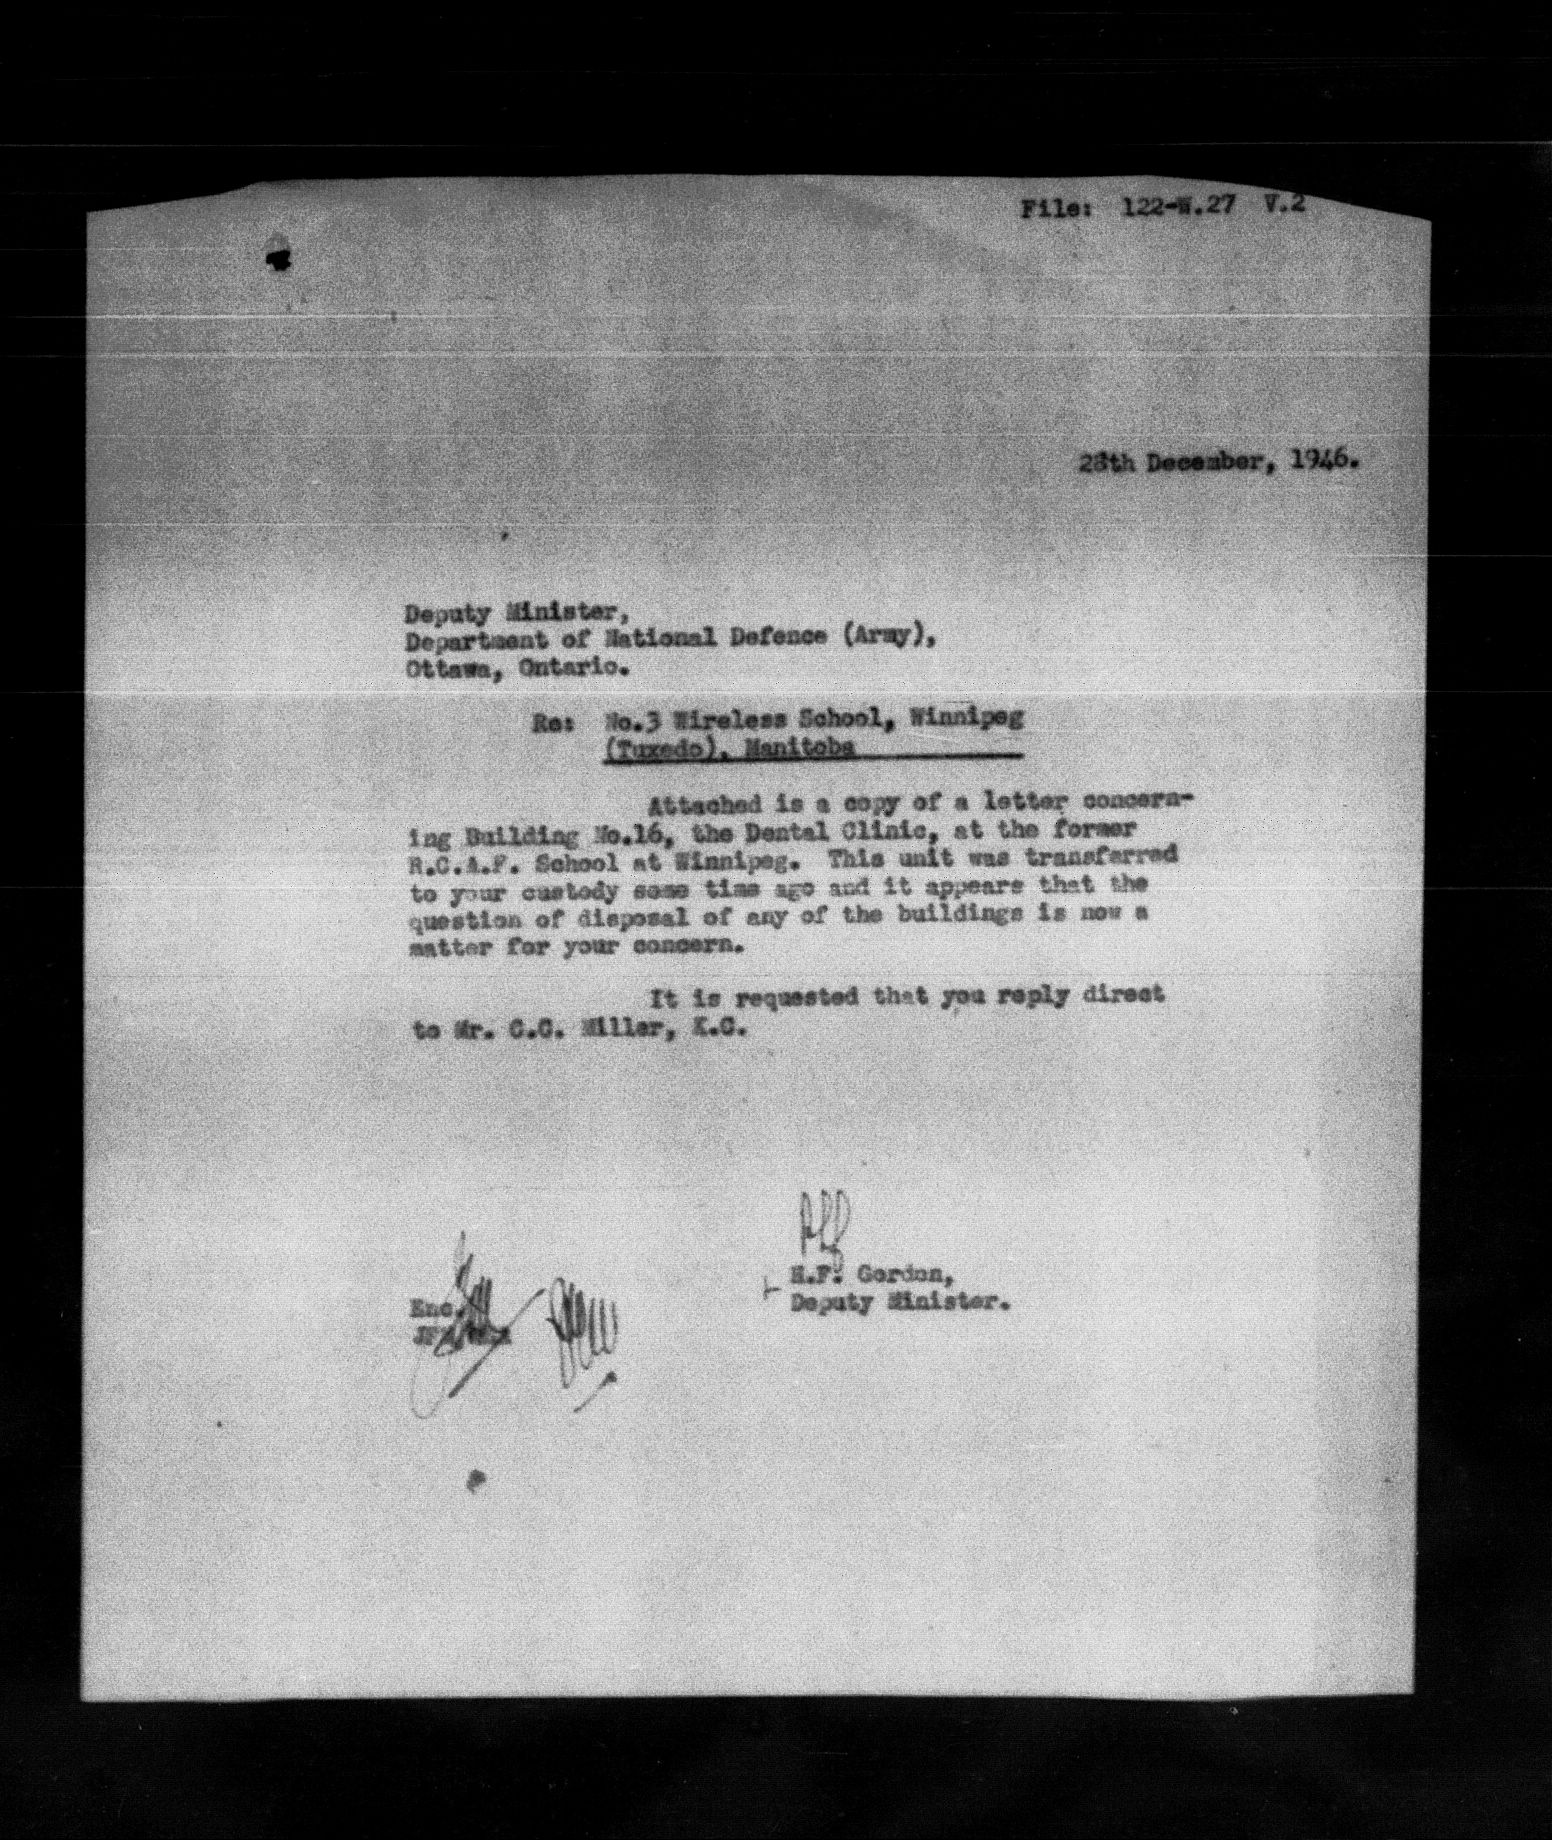 File: 122-W.27 V.2
28th December, 1946.
Deputy Minister,
Department of National Defence (Army),
Ottawa, Ontario.
Re: No.3 Wireless School, Winnipeg
(Tuxedo), Manitoba
Attached is a copy of a letter concern-
ing Building No.16, the Dental Clinic, at the former
R.C.A.F. School at Winnipeg. This unit was transferred
to your custody some time ago and it appears that the
question of disposal of any of the buildings is now a
matter for your concern.
It is requested that you reply direct
to Mr. C.C. Miller, K.C.
H.F. Gordon,
Deputy Minister.
Enc.